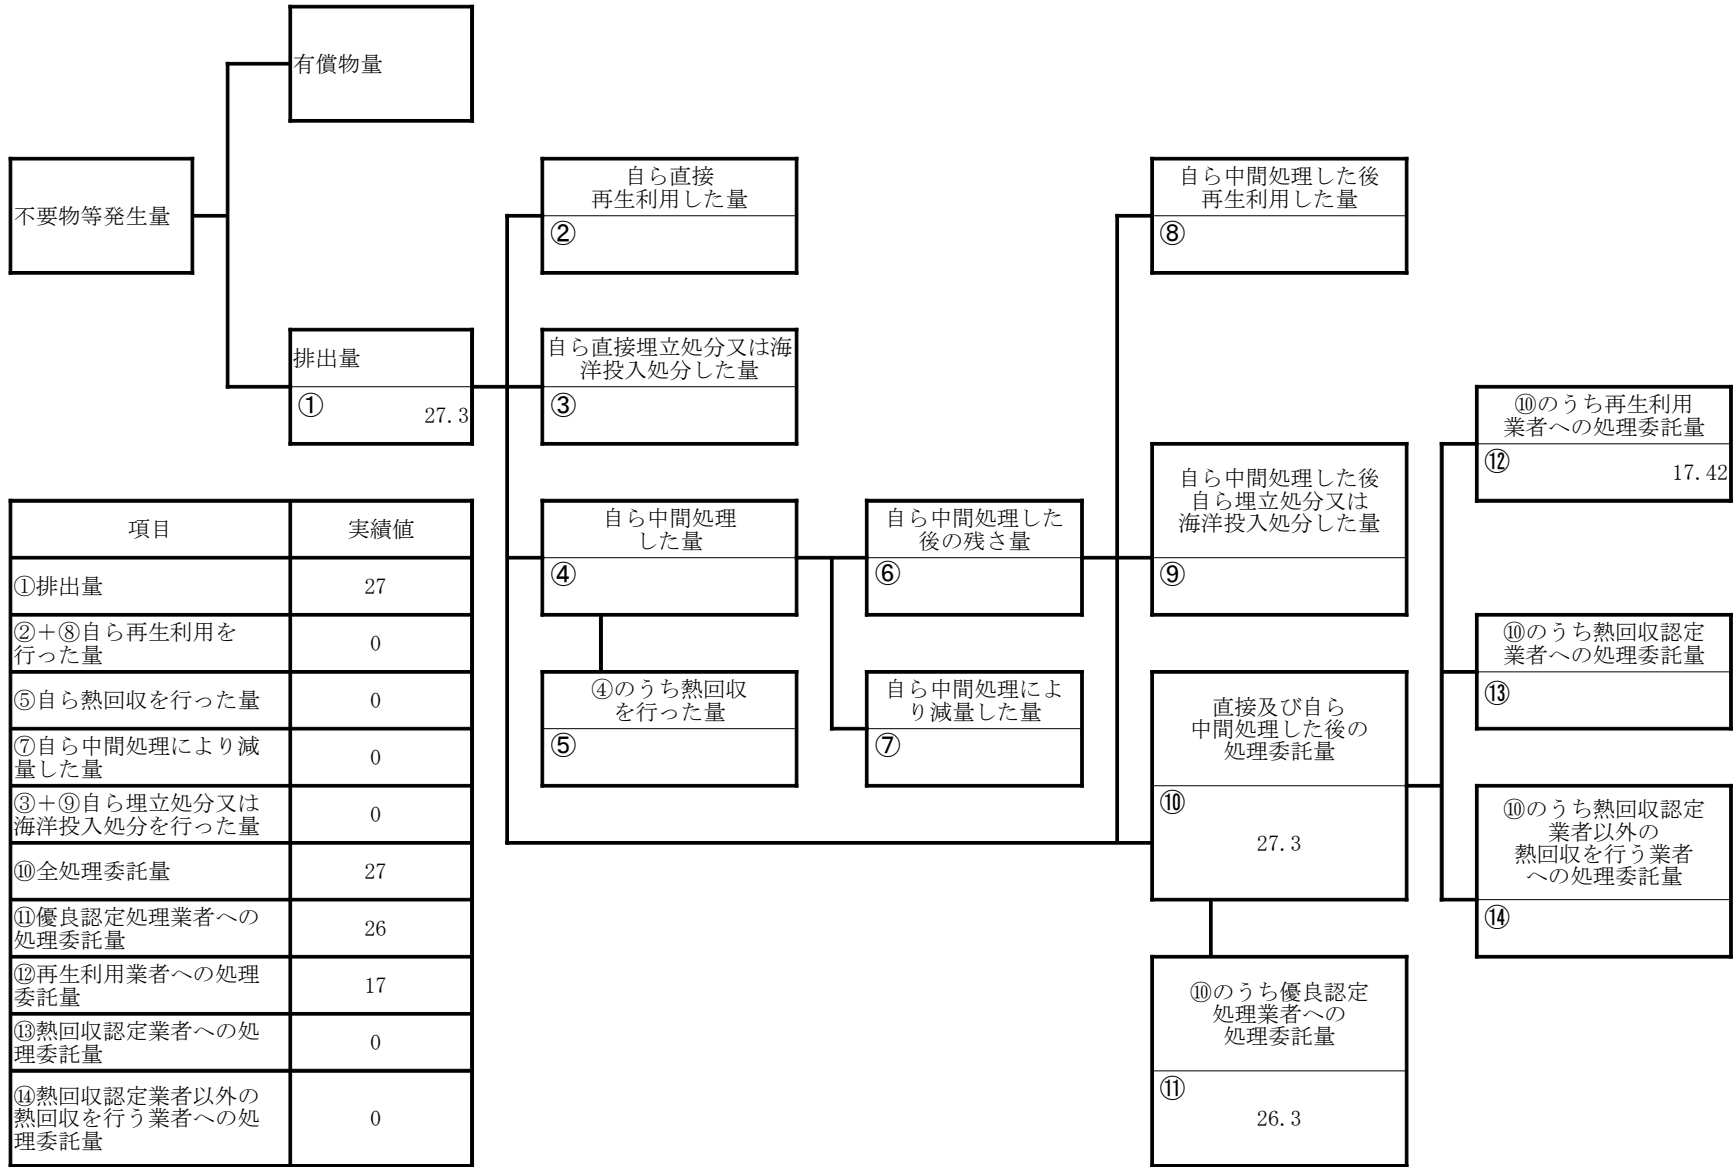 有償物量
不要物等発生量
自ら直接
再生利用した量
②
自ら中間処理した後
再生利用した量
⑧
排出量
①
27.3
自ら直接埋立処分又は海
洋投入処分した量
③
⑩のうち再生利用
業者への処理委託量
⑫
17.42
自ら中間処理
した量
④
自ら中間処理した
後の残さ量
⑥
自ら中間処理した後
自ら埋立処分又は
海洋投入処分した量
⑨
⑩のうち熱回収認定
業者への処理委託量
⑬
④のうち熱回収
を行った量
⑤
自ら中間処理によ
り減量した量
⑦
直接及び自ら
中間処理した後の
処理委託量
⑩
27.3
⑩のうち熱回収認定
業者以外の
熱回収を行う業者
への処理委託量
⑭
⑩のうち優良認定
処理業者への
処理委託量
⑪
26.3
項目 実績値
①排出量 27
②+⑧自ら再生利用を
行った量 0
⑤自ら熱回収を行った量 0
⑦自ら中間処理により減
量した量 0
③+⑨自ら埋立処分又は
海洋投入処分を行った量 0
⑩全処理委託量 27
⑪優良認定処理業者への
処理委託量 26
⑫再生利用業者への処理
委託量 17
⑬熱回収認定業者への処
理委託量 0
⑭熱回収認定業者以外の
熱回収を行う業者への処
理委託量 0